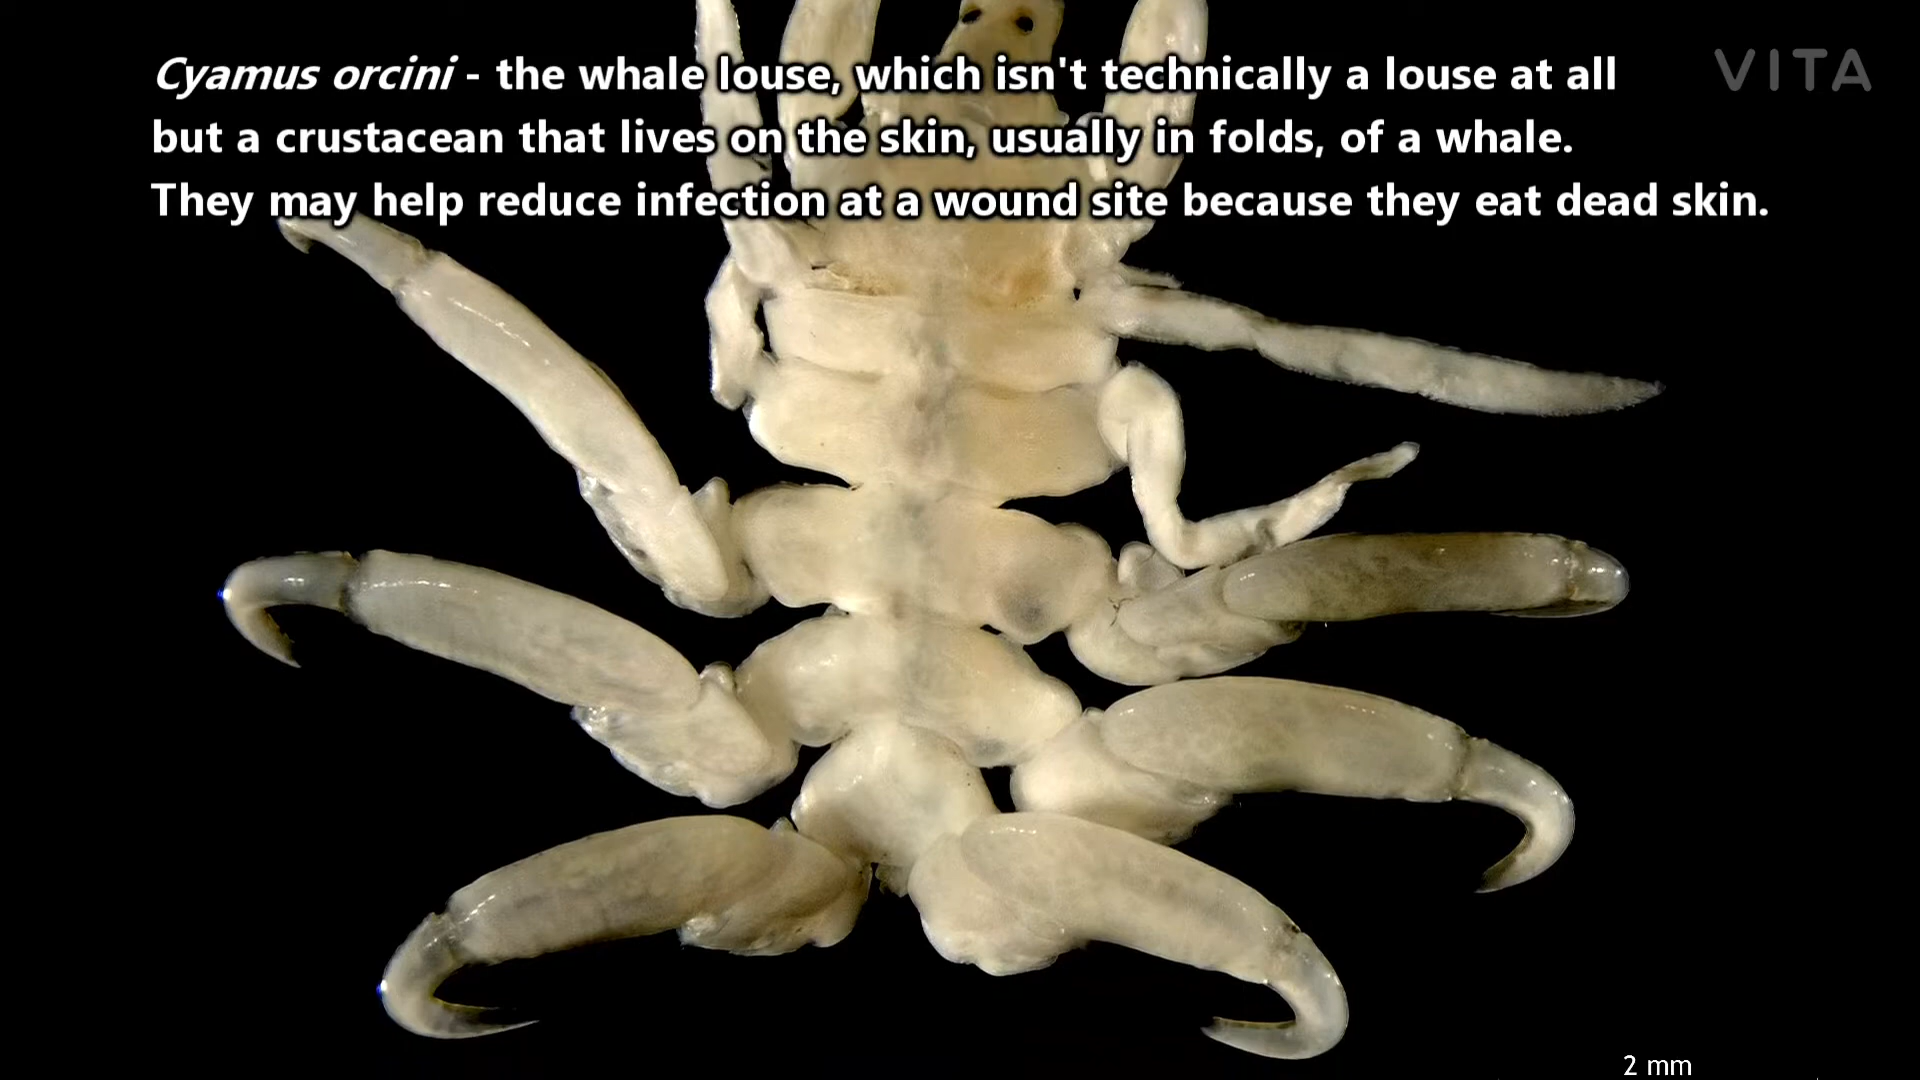 Cyamus orcini - the whale louse, which isn't technically a louse at all
VITA
but a crustacean that lives on the skin, usually in folds, of a whale.
They may help reduce infection at a wound site because they eat dead skin.
2 mm